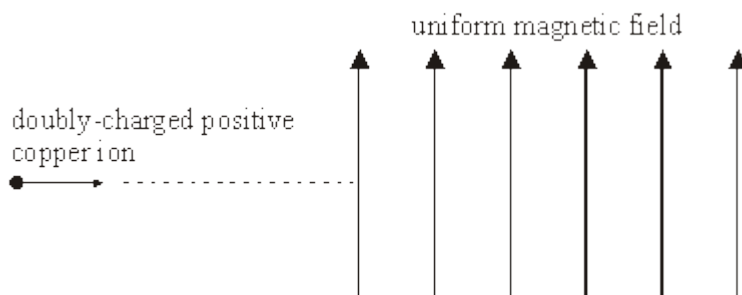 uniform magnetic field
doubly-charged positive
copper ion